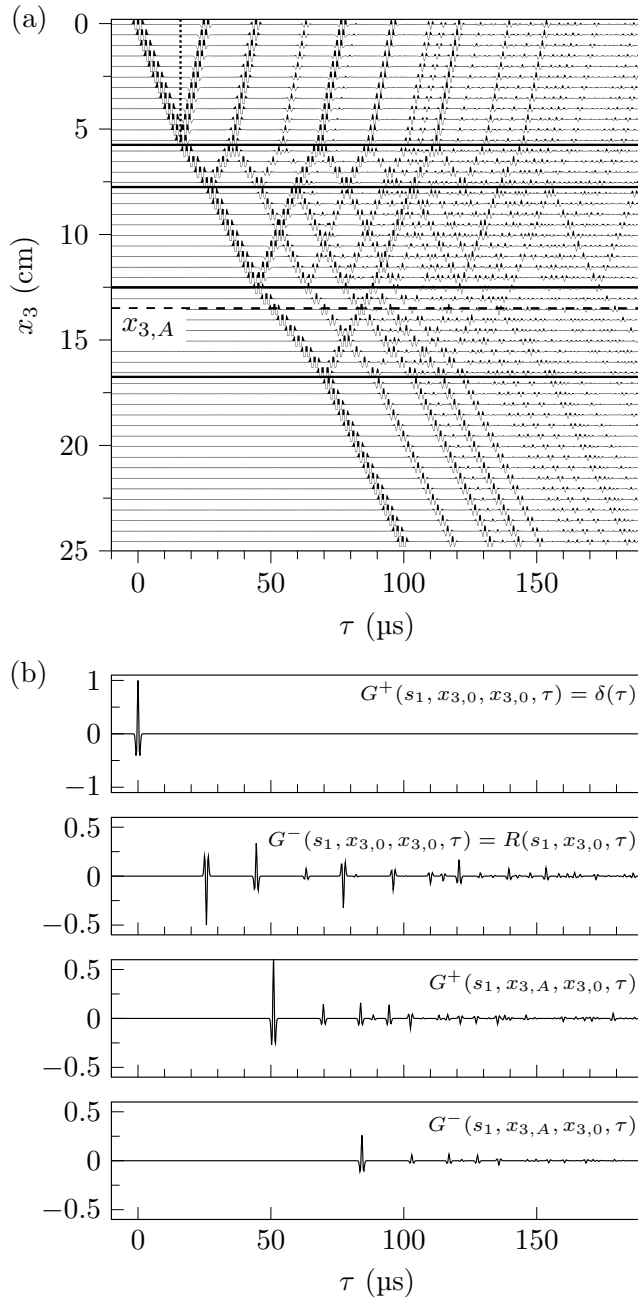 (a)
0
5
10
x₃,A
15
20
25
x₃ (cm)
0 50 100 150
τ (µs)
(b)
1
0
−1
G⁺(s₁, x₃,₀, x₃,₀, τ) = δ(τ)
0.5
0
−0.5
G⁻(s₁, x₃,₀, x₃,₀, τ) = R(s₁, x₃,₀, τ)
0.5
0
−0.5
G⁺(s₁, x₃,A, x₃,₀, τ)
0.5
0
−0.5
G⁻(s₁, x₃,A, x₃,₀, τ)
0 50 100 150
τ (µs)